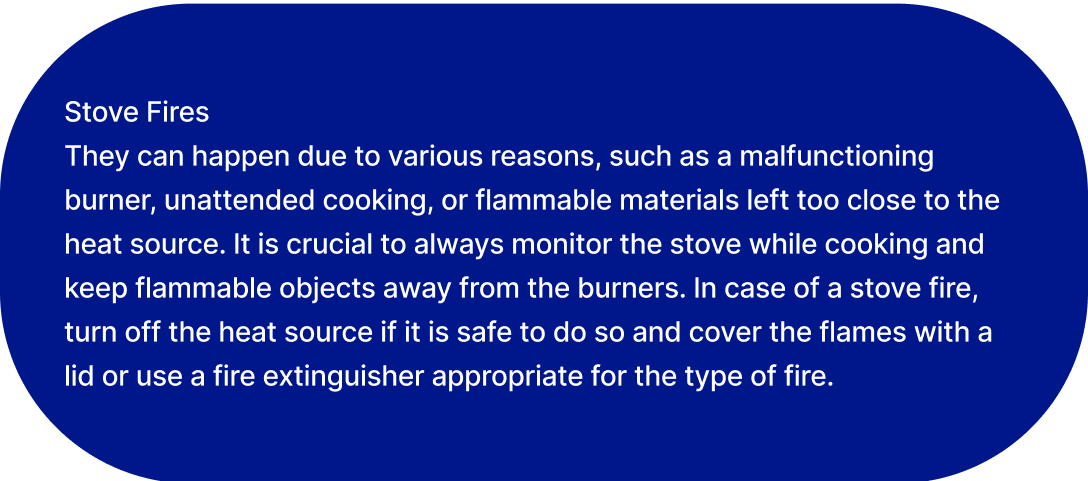 Stove Fires
They can happen due to various reasons, such as a malfunctioning
burner, unattended cooking, or flammable materials left too close to the
heat source. It is crucial to always monitor the stove while cooking and
keep flammable objects away from the burners. In case of a stove fire,
turn off the heat source if it is safe to do so and cover the flames with a
lid or use a fire extinguisher appropriate for the type of fire.